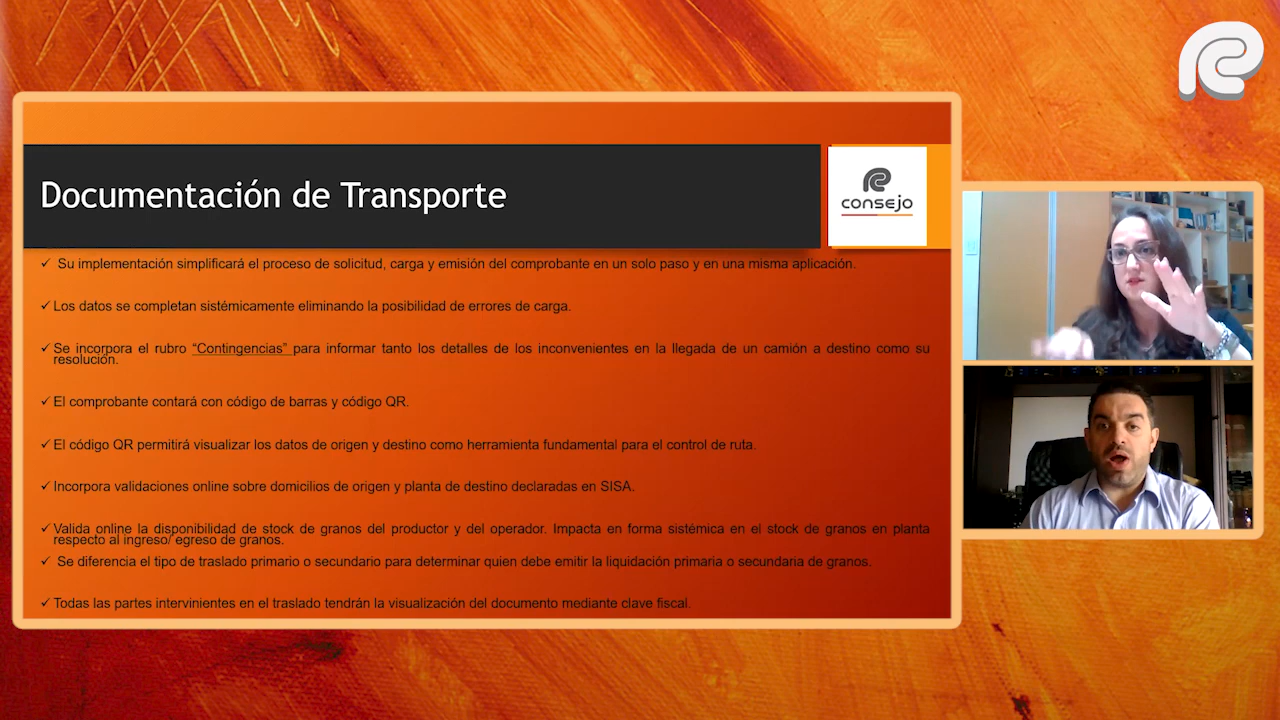 Documentación de Transporte
consejo
✓ Su implementación simplificará el proceso de solicitud, carga y emisión del comprobante en un solo paso y en una misma aplicación.
✓ Los datos se completan sistémicamente eliminando la posibilidad de errores de carga.
✓ Se incorpora el rubro “Contingencias” para informar tanto los detalles de los inconvenientes en la llegada de un camión a destino como su
resolución.
✓ El comprobante contará con código de barras y código QR.
✓ El código QR permitirá visualizar los datos de origen y destino como herramienta fundamental para el control de ruta.
✓ Incorpora validaciones online sobre domicilios de origen y planta de destino declaradas en SISA.
✓ Valida online la disponibilidad de stock de granos del productor y del operador. Impacta en forma sistémica en el stock de granos en planta
respecto al ingreso/ egreso de granos.
✓ Se diferencia el tipo de traslado primario o secundario para determinar quien debe emitir la liquidación primaria o secundaria de granos.
✓ Todas las partes intervinientes en el traslado tendrán la visualización del documento mediante clave fiscal.